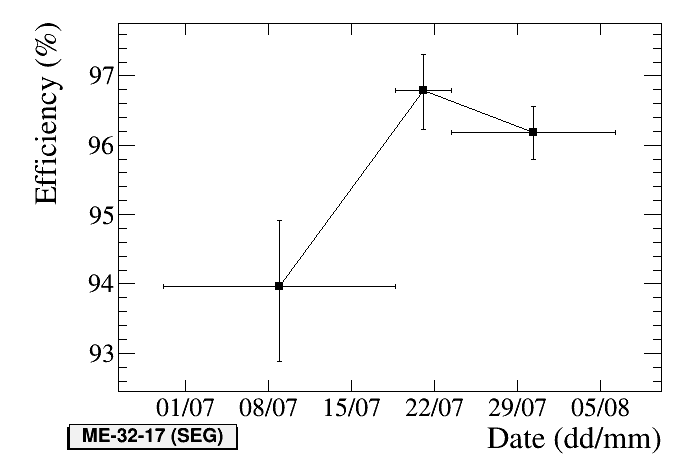 Efficiency (%)
97
96
95
94
93
01/07 08/07 15/07 22/07 29/07 05/08
Date (dd/mm)
ME-32-17 (SEG)